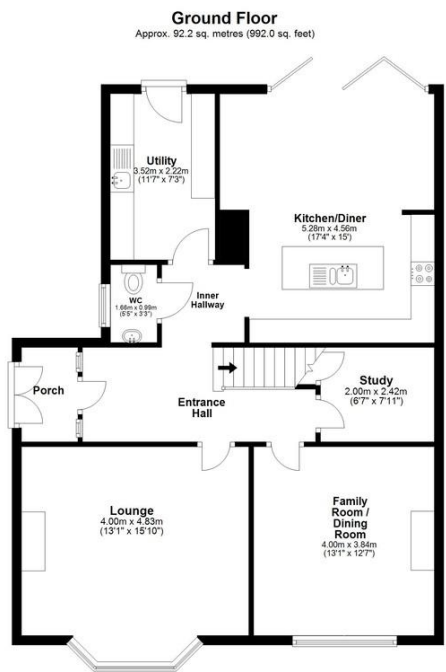 Ground Floor
Approx. 92.2 sq. metres (992.0 sq. feet)
Utility
3.52m x 2.22m
(11'7" x 7'3")
Kitchen/Diner
5.28m x 4.56m
(17'4" x 15')
WC
1.66m x 0.99m
(5'5" x 3'3")
Inner
Hallway
Porch
Entrance
Hall
Study
2.00m x 2.42m
(6'7" x 7'11")
Lounge
4.00m x 4.83m
(13'1" x 15'10")
Family
Room /
Dining
Room
4.00m x 3.84m
(13'1" x 12'7")